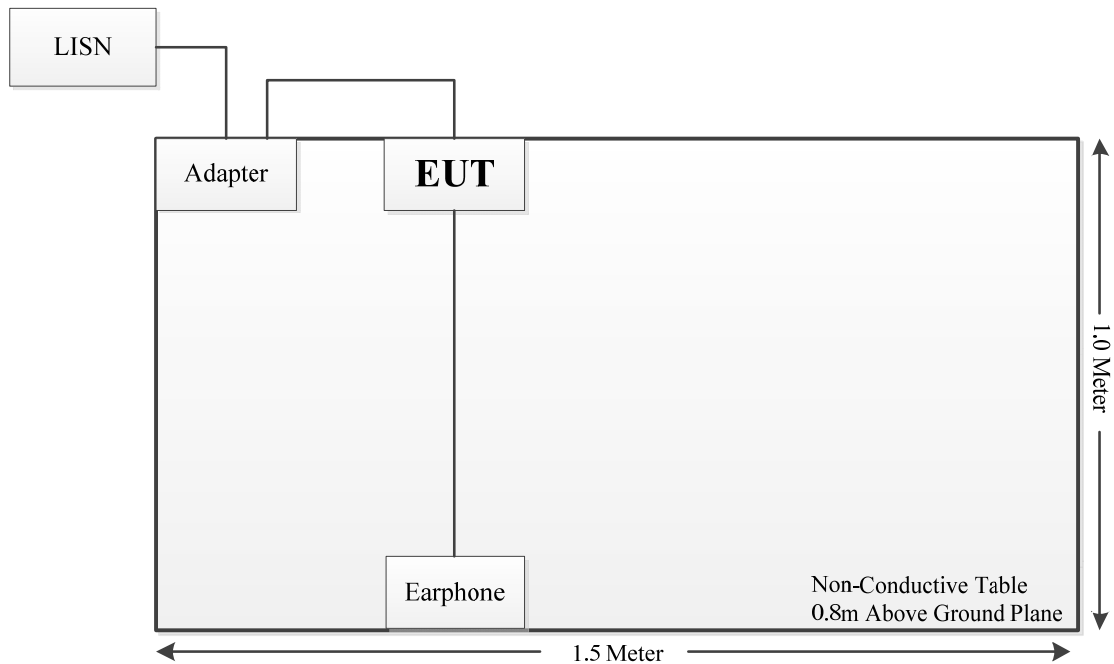 LISN
Adapter
EUT
Earphone
Non-Conductive Table
0.8m Above Ground Plane
1.0 Meter
1.5 Meter